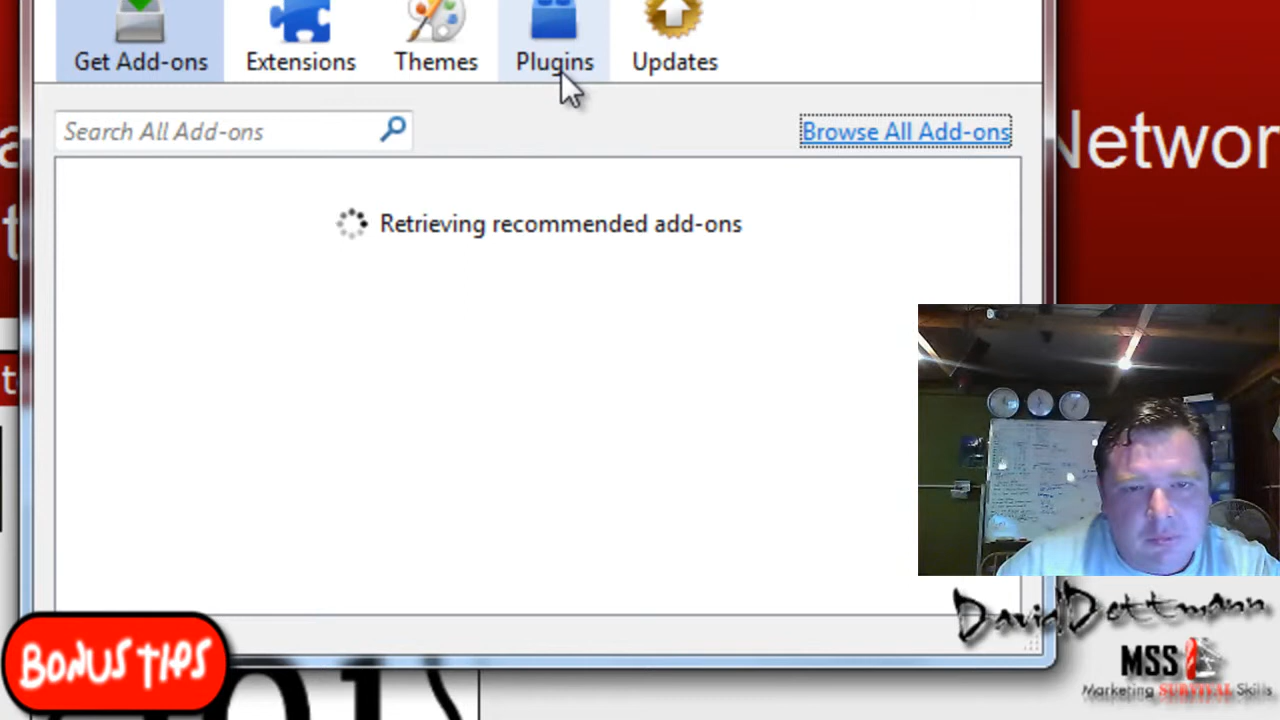 Get Add-ons Extensions Themes Plugins Updates
Search All Add-ons Browse All Add-ons
Networ
Retrieving recommended add-ons
David Dettmann
BONUS TIPS
MSS
Marketing SURVIVAL Skills